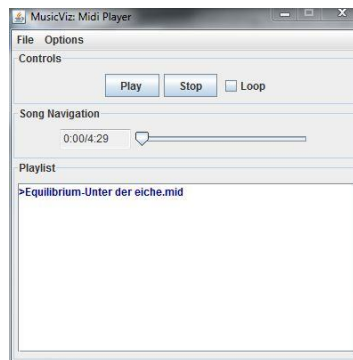 MusicViz: Midi Player
File Options
Controls
Play Stop Loop
Song Navigation
0:00/4:29
Playlist
>Equilibrium-Unter der eiche.mid